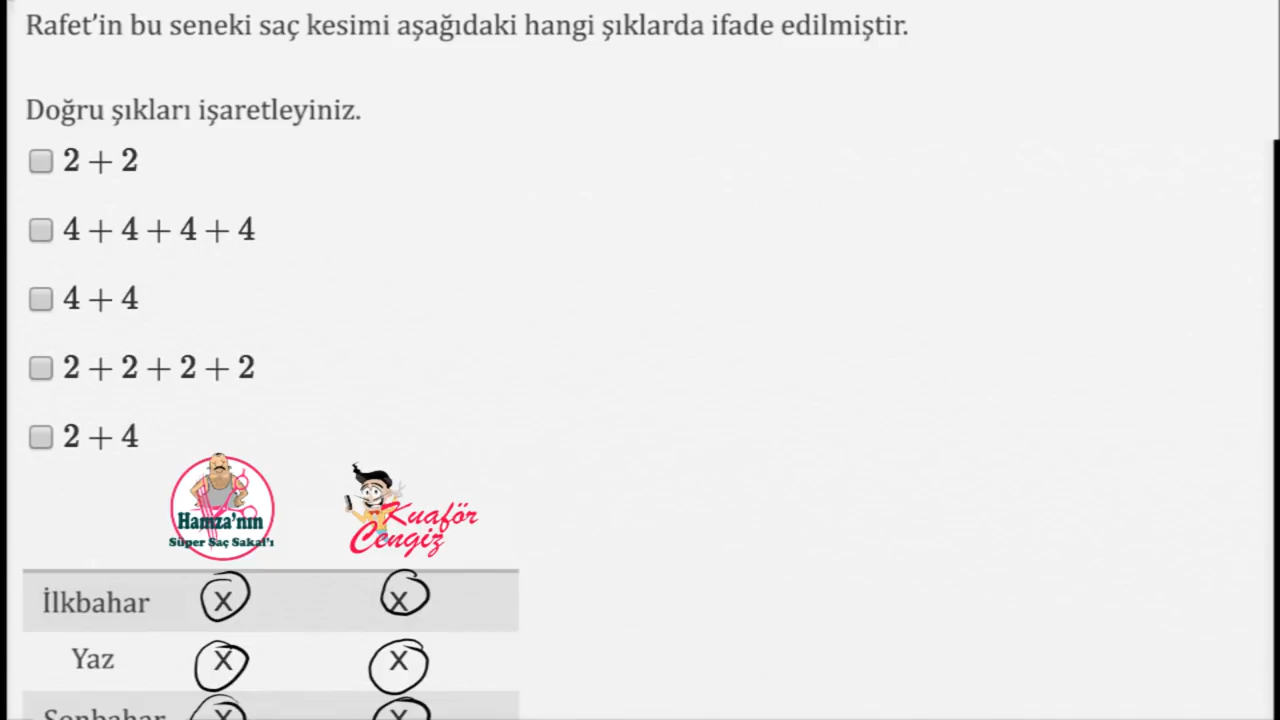 Rafet’in bu seneki saç kesimi aşağıdaki hangi şıklarda ifade edilmiştir.
Doğru şıkları işaretleyiniz.
2 + 2
4 + 4 + 4 + 4
4 + 4
2 + 2 + 2 + 2
2 + 4
Hamza’nın
Süper Saç Sakal’ı
Kuaför
Cengiz
İlkbahar X X
Yaz X X
Sonbahar X X